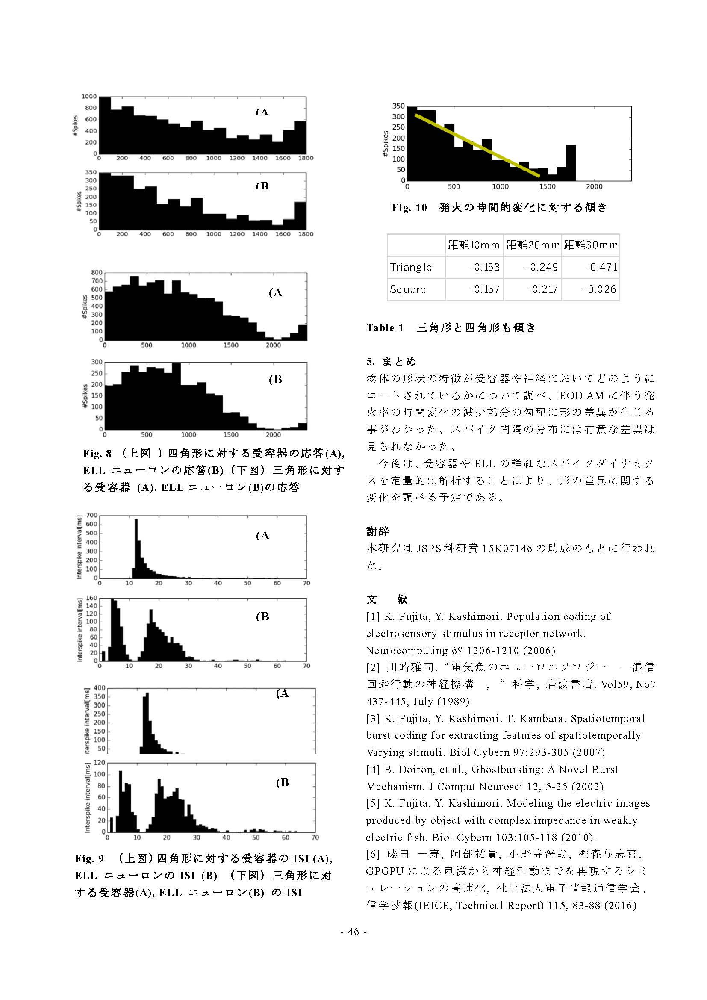 1000
800
600
400
200
0
#Spikes
0 200 400 600 800 1000 1200 1400 1600 1800
(A
350
300
250
200
150
100
50
0
#Spikes
0 200 400 600 800 1000 1200 1400 1600 1800
(B
800
700
600
500
400
300
200
100
0
#Spikes
0 500 1000 1500 2000
(A
300
250
200
150
100
50
0
#Spikes
0 500 1000 1500 2000
(B
Fig. 8 （上図 ）四角形に対する受容器の応答(A),
ELL ニューロンの応答(B)（下図）三角形に対す
る受容器 (A), ELL ニューロン(B)の応答
700
600
500
400
300
200
100
0
Interspike interval[ms]
0 10 20 30 40 50 60 70
(A
160
140
120
100
80
60
40
20
0
Interspike interval[ms]
0 10 20 30 40 50 60 70
(B
400
350
300
250
200
150
100
50
terspike interval[ms]
(A
120
100
80
60
40
20
0
Interspike interval[ms]
0 10 20 30 40 50 60 70
(B
Fig. 9 （上図）四角形に対する受容器の ISI (A),
ELL ニューロンの ISI (B) （下図）三角形に対
する受容器(A), ELL ニューロン(B) の ISI
350
300
250
200
150
100
50
0
#Spikes
0 500 1000 1500 2000
Fig. 10 発火の時間的変化に対する傾き
距離10mm 距離20mm 距離30mm
Triangle -0.153 -0.249 -0.471
Square -0.157 -0.217 -0.026
Table 1 三角形と四角形も傾き
5. まとめ
物体の形状の特徴が受容器や神経においてどのように
コードされているかについて調べ、EOD AM に伴う発
火率の時間変化の減少部分の勾配に形の差異が生じる
事がわかった。スパイク間隔の分布には有意な差異は
見られなかった。
今後は、受容器や ELL の詳細なスパイクダイナミク
スを定量的に解析することにより、形の差異に関する
変化を調べる予定である。
謝辞
本研究は JSPS 科研費 15K07146 の助成のもとに行われ
た。
文 献
[1] K. Fujita, Y. Kashimori. Population coding of
electrosensory stimulus in receptor network.
Neurocomputing 69 1206-1210 (2006)
[2] 川崎雅司, “電気魚のニューロエソロジー ―混信
回避行動の神経機構―, “ 科学, 岩波書店, Vol59, No7
437-445, July (1989)
[3] K. Fujita, Y. Kashimori, T. Kambara. Spatiotemporal
burst coding for extracting features of spatiotemporally
Varying stimuli. Biol Cybern 97:293-305 (2007).
[4] B. Doiron, et al., Ghostbursting: A Novel Burst
Mechanism. J Comput Neurosci 12, 5-25 (2002)
[5] K. Fujita, Y. Kashimori. Modeling the electric images
produced by object with complex impedance in weakly
electric fish. Biol Cybern 103:105-118 (2010).
[6] 藤田 一寿, 阿部祐貴, 小野寺洸哉, 樫森与志喜,
GPGPU による刺激から神経活動までを再現するシミ
ュレーションの高速化, 社団法人電子情報通信学会、
信学技報(IEICE, Technical Report) 115, 83-88 (2016)
- 46 -